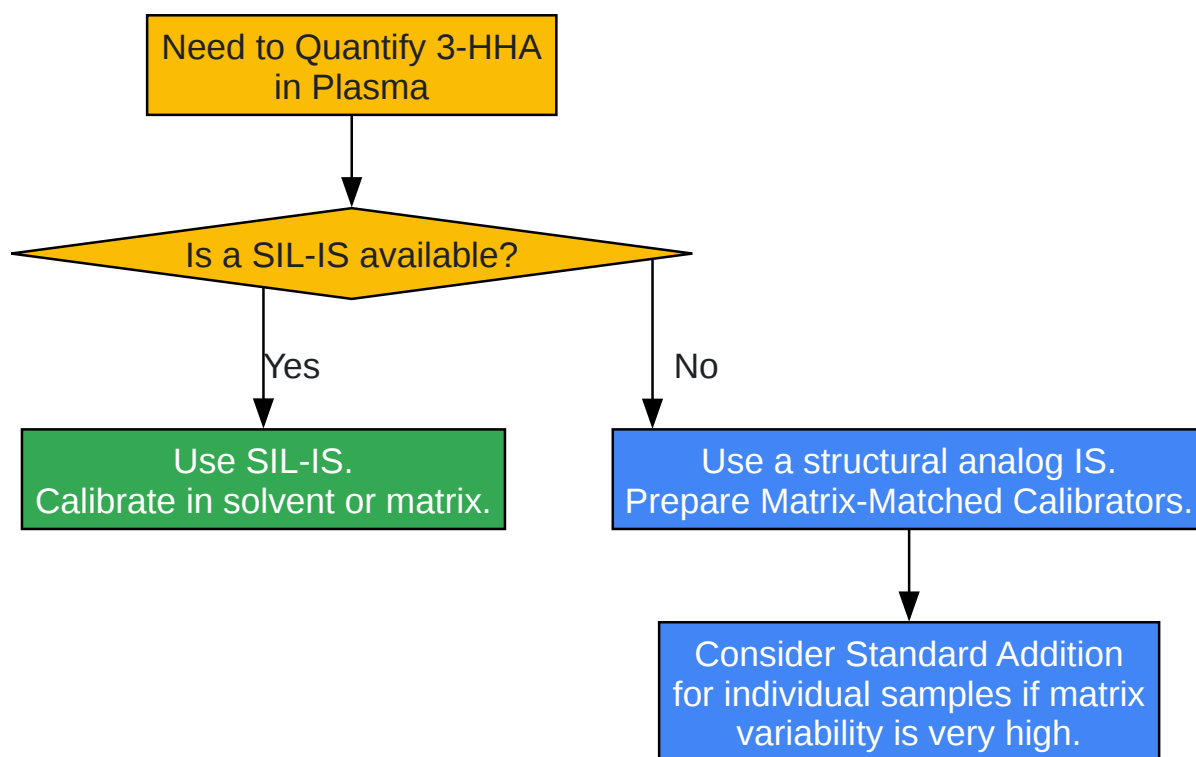 Need to Quantify 3-HHA
in Plasma
Is a SIL-IS available?
Yes
No
Use SIL-IS.
Calibrate in solvent or matrix.
Use a structural analog IS.
Prepare Matrix-Matched Calibrators.
Consider Standard Addition
for individual samples if matrix
variability is very high.